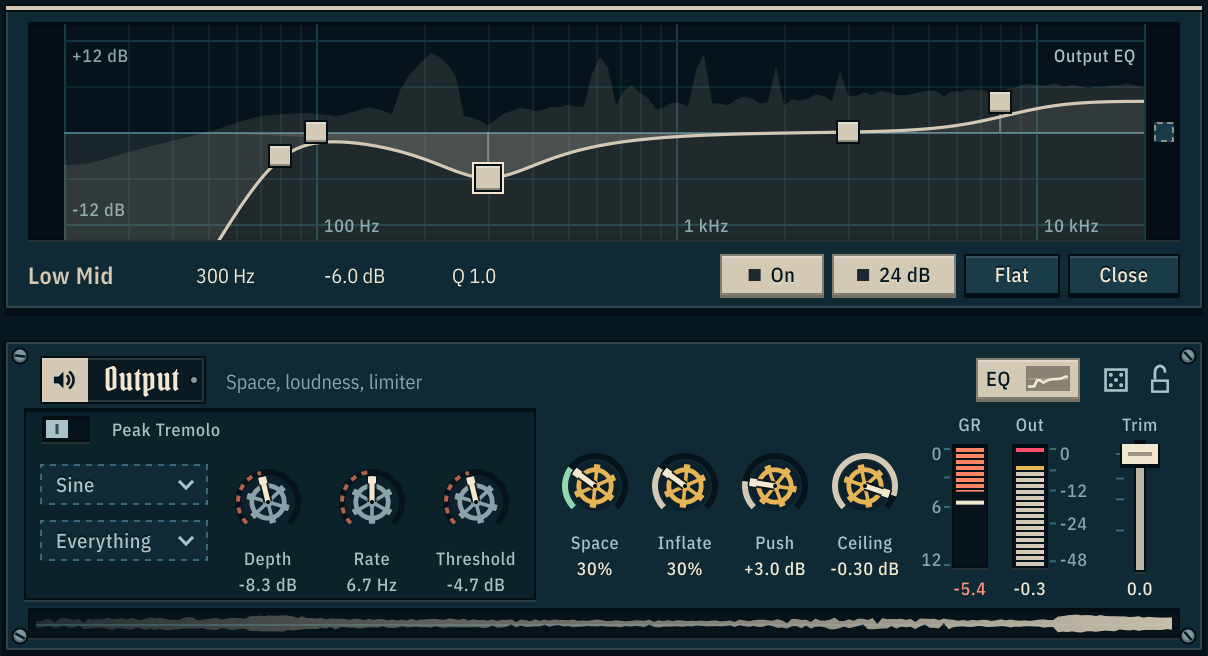 +12 dB
Output EQ
-12 dB
100 Hz
1 kHz
10 kHz
Low Mid
300 Hz
-6.0 dB
Q 1.0
On
24 dB
Flat
Close
Output
Space, loudness, limiter
EQ
Peak Tremolo
GR
Out
Trim
Sine
Everything
Depth
-8.3 dB
Rate
6.7 Hz
Threshold
-4.7 dB
Space
30%
Inflate
30%
Push
+3.0 dB
Ceiling
-0.30 dB
0
6
12
-5.4
0
-12
-24
-48
-0.3
0.0